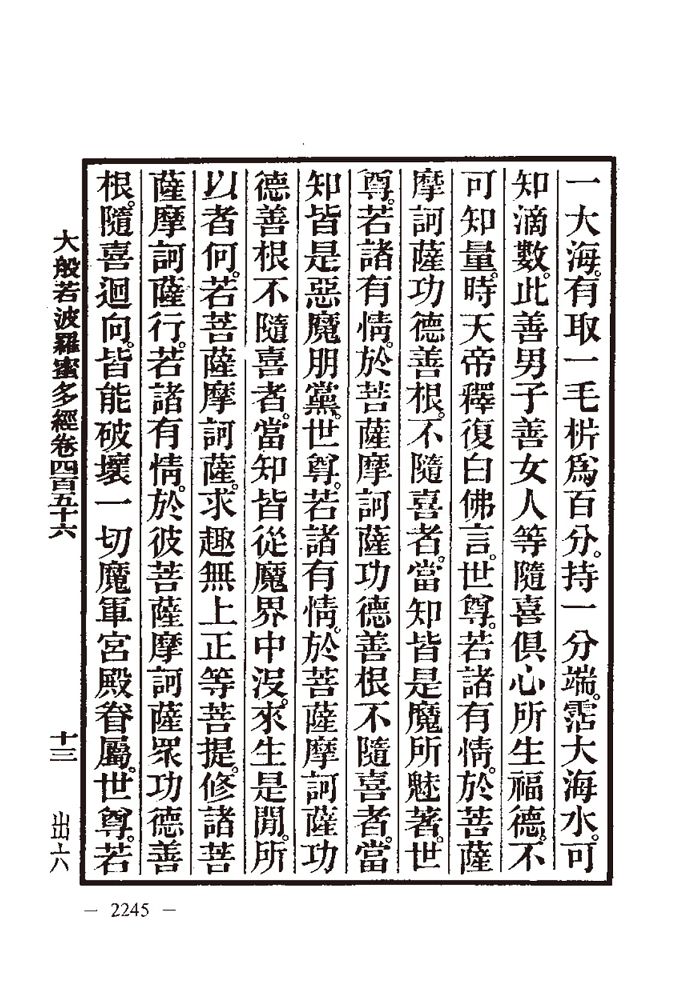 一大海。有取一毛析爲百分。持一分端。霑大海水。可
知滴數。此善男子善女人等隨喜俱心所生福德。不
可知量。時天帝釋復白佛言。世尊。若諸有情。於菩薩
摩訶薩功德善根。不隨喜者。當知皆是魔所魅著。世
尊。若諸有情。於菩薩摩訶薩功德善根不隨喜者。當
知皆是惡魔朋黨。世尊。若諸有情。於菩薩摩訶薩功
德善根不隨喜者。當知皆從魔界中沒。來生是閒。所
以者何。若菩薩摩訶薩。求趣無上正等菩提。修諸菩
薩摩訶薩行。若諸有情。於彼菩薩摩訶薩眾功德善
根。隨喜迴向。皆能破壞一切魔軍宮殿眷屬。世尊。若
大般若波羅蜜多經卷四百五十六
十三
出六
— 2245 —